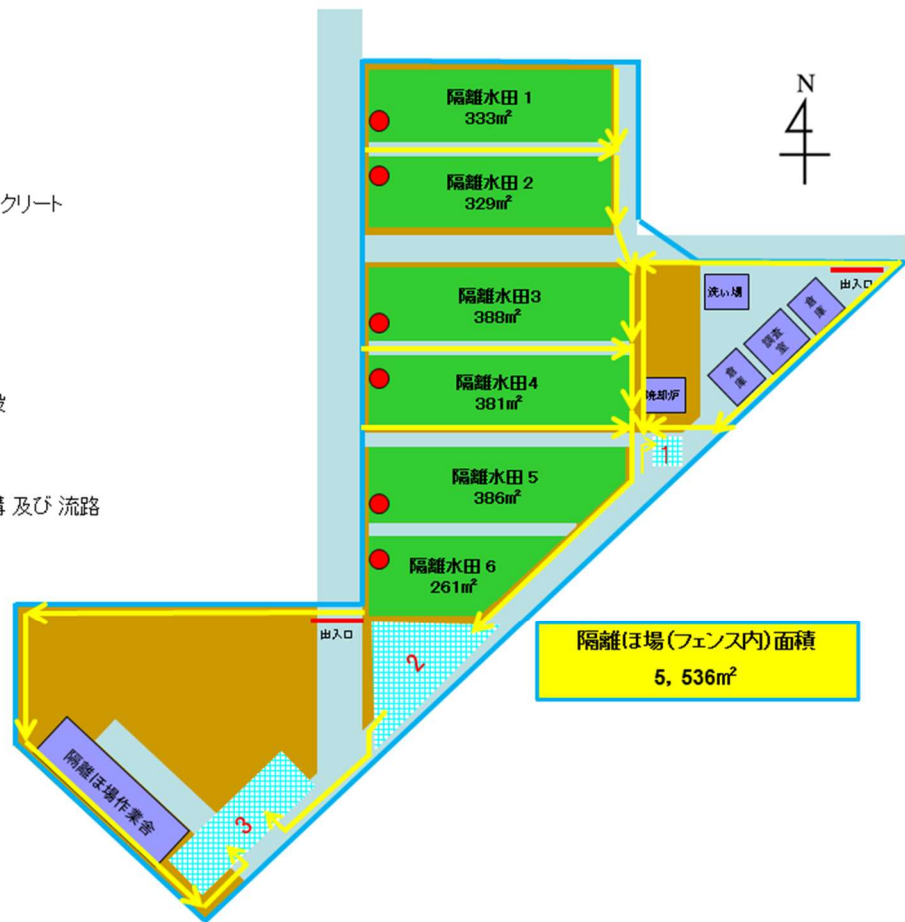 隔離水田 1
333㎡
N
隔離水田 2
329㎡
クリート
隔離水田3
388㎡
洗い場
出入口
倉庫
調査室
倉庫
隔離水田4
381㎡
焼却炉
1
隔離水田 5
386㎡
及び 流路
隔離水田 6
261㎡
出入口
2
隔離ほ場(フェンス内)面積
5, 536㎡
隔離ほ場作業舎
3